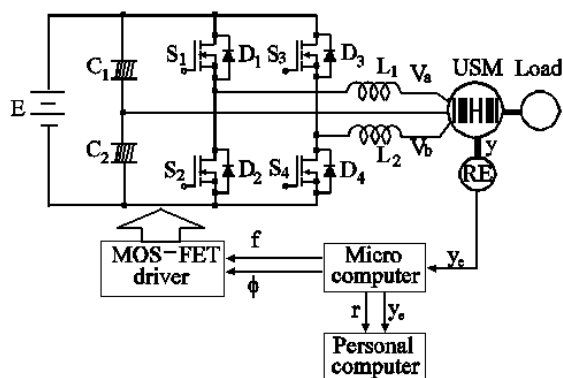 S₁ D₁ S₃ D₃
C₁
L₁ Vₐ USM Load
E
C₂
S₂ D₂ S₄ D₄
L₂ V_b y
RE
MOS-FET
driver
f
ϕ
Micro
computer
yₑ
r yₑ
Personal
computer